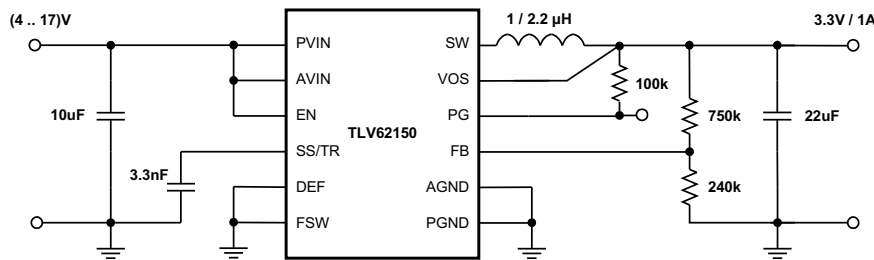 (4 .. 17)V
1 / 2.2 µH
3.3V / 1A
PVIN
SW
AVIN
VOS
100k
10uF
EN
PG
750k
22uF
TLV62150
SS/TR
FB
3.3nF
DEF
AGND
240k
FSW
PGND